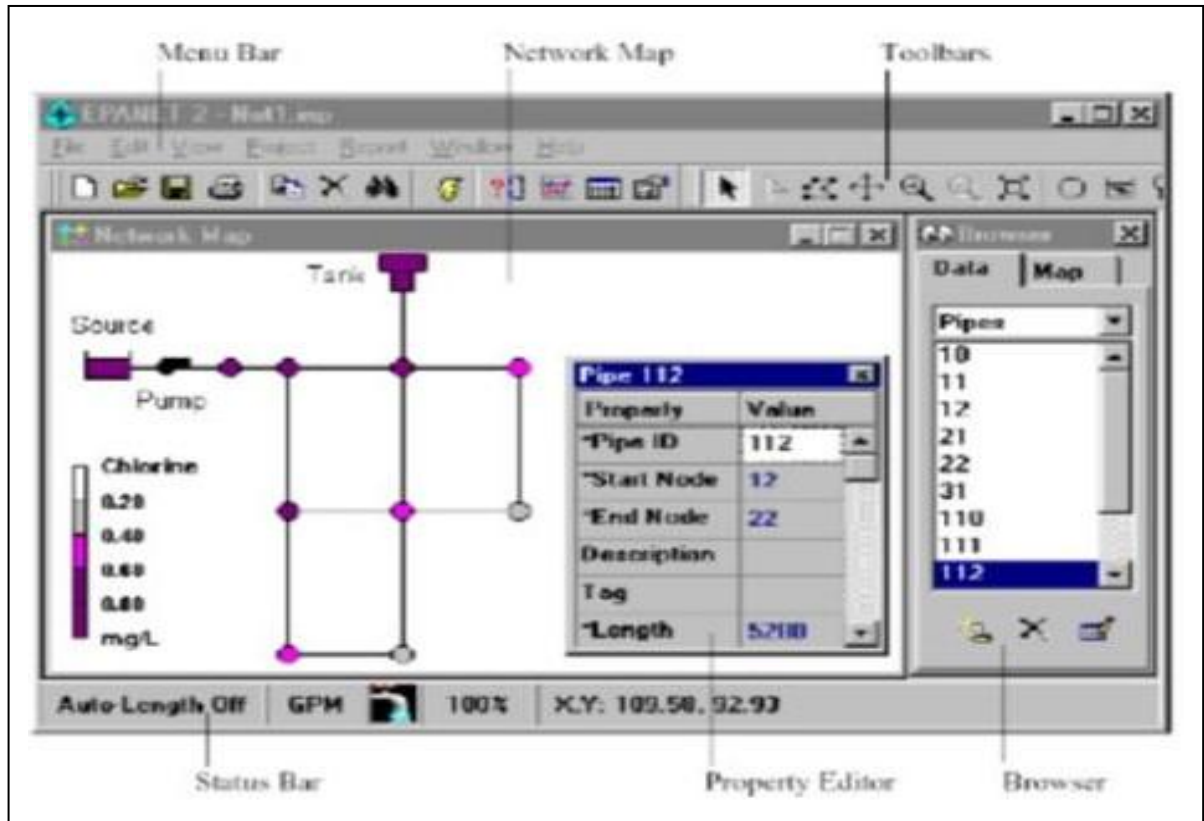 Menu Bar
Network Map
Toolbars
EPANET 2 - Net1.inp
File Edit View Project Report Window Help
Network Map
Browser
Tank
Data
Map
Source
Pipes
Pump
10
11
12
21
22
31
110
111
112
Pipe 112
Property Value
*Pipe ID 112
*Start Node 12
*End Node 22
Description
Tag
*Length
Chlorine
0.20
0.40
0.60
0.80
mg/L
Auto-Length Off
GPM
100%
X,Y: 109.58, 92.93
Status Bar
Property Editor
Browser